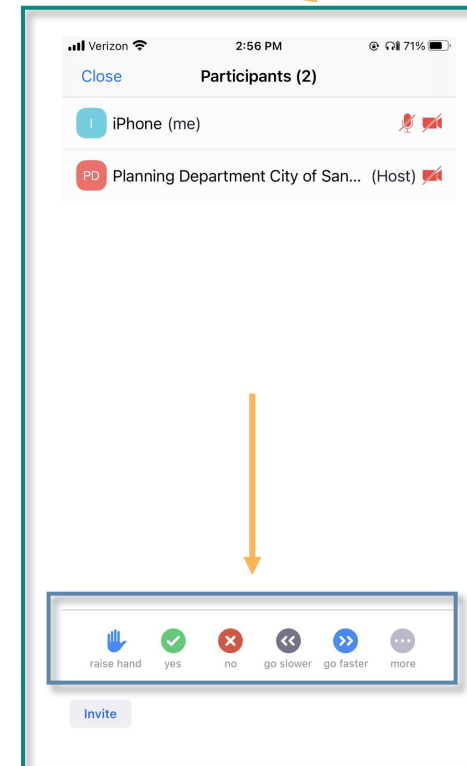 Verizon 2:56 PM 71%
Close Participants (2)
I iPhone (me)
PD Planning Department City of San... (Host)
raise hand yes no go slower go faster more
Invite